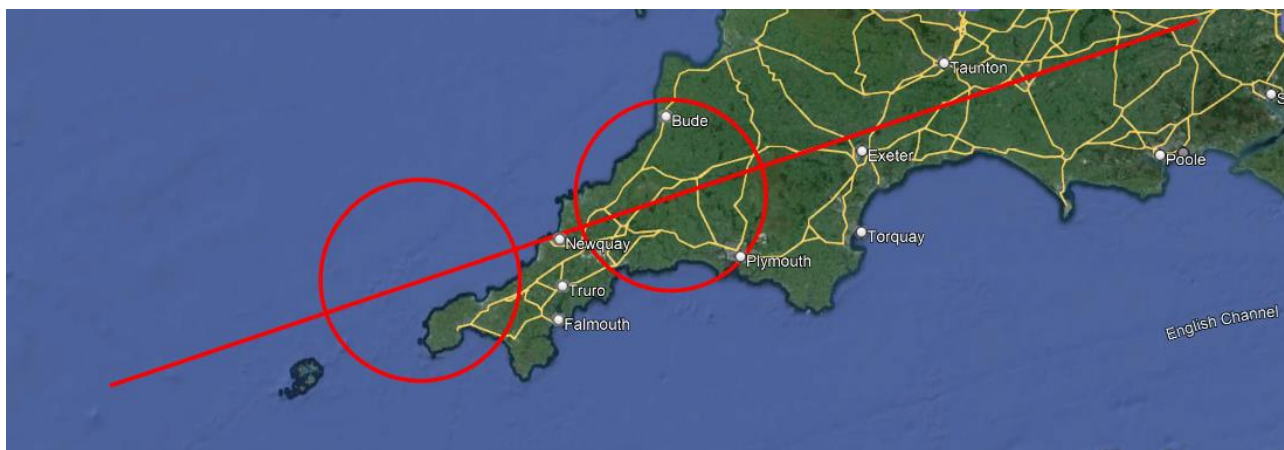 Taunton
Bude
Exeter
Poole
Torquay
Newquay
Plymouth
Truro
Falmouth
English Channel
S